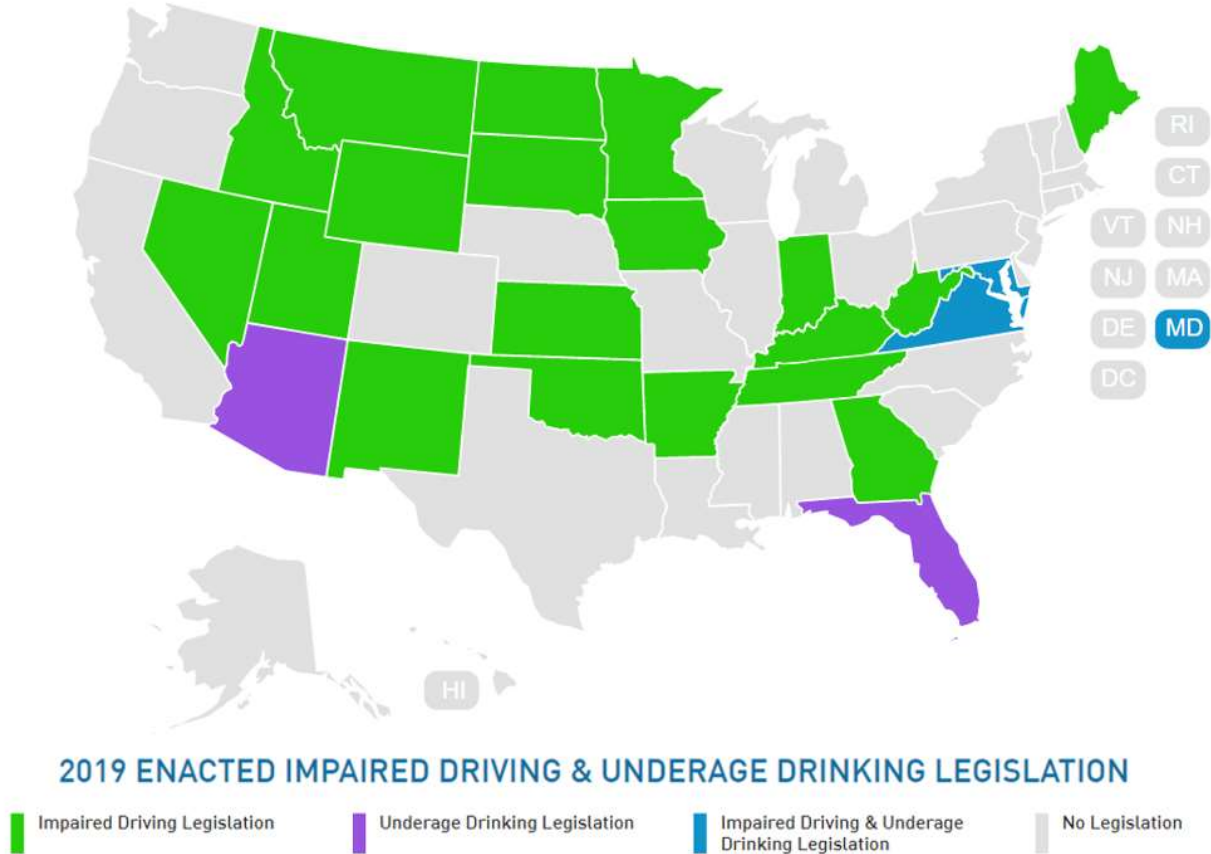 RI
CT
VT NH
NJ MA
DE MD
DC
HI
2019 ENACTED IMPAIRED DRIVING & UNDERAGE DRINKING LEGISLATION
Impaired Driving Legislation
Underage Drinking Legislation
Impaired Driving & Underage
Drinking Legislation
No Legislation